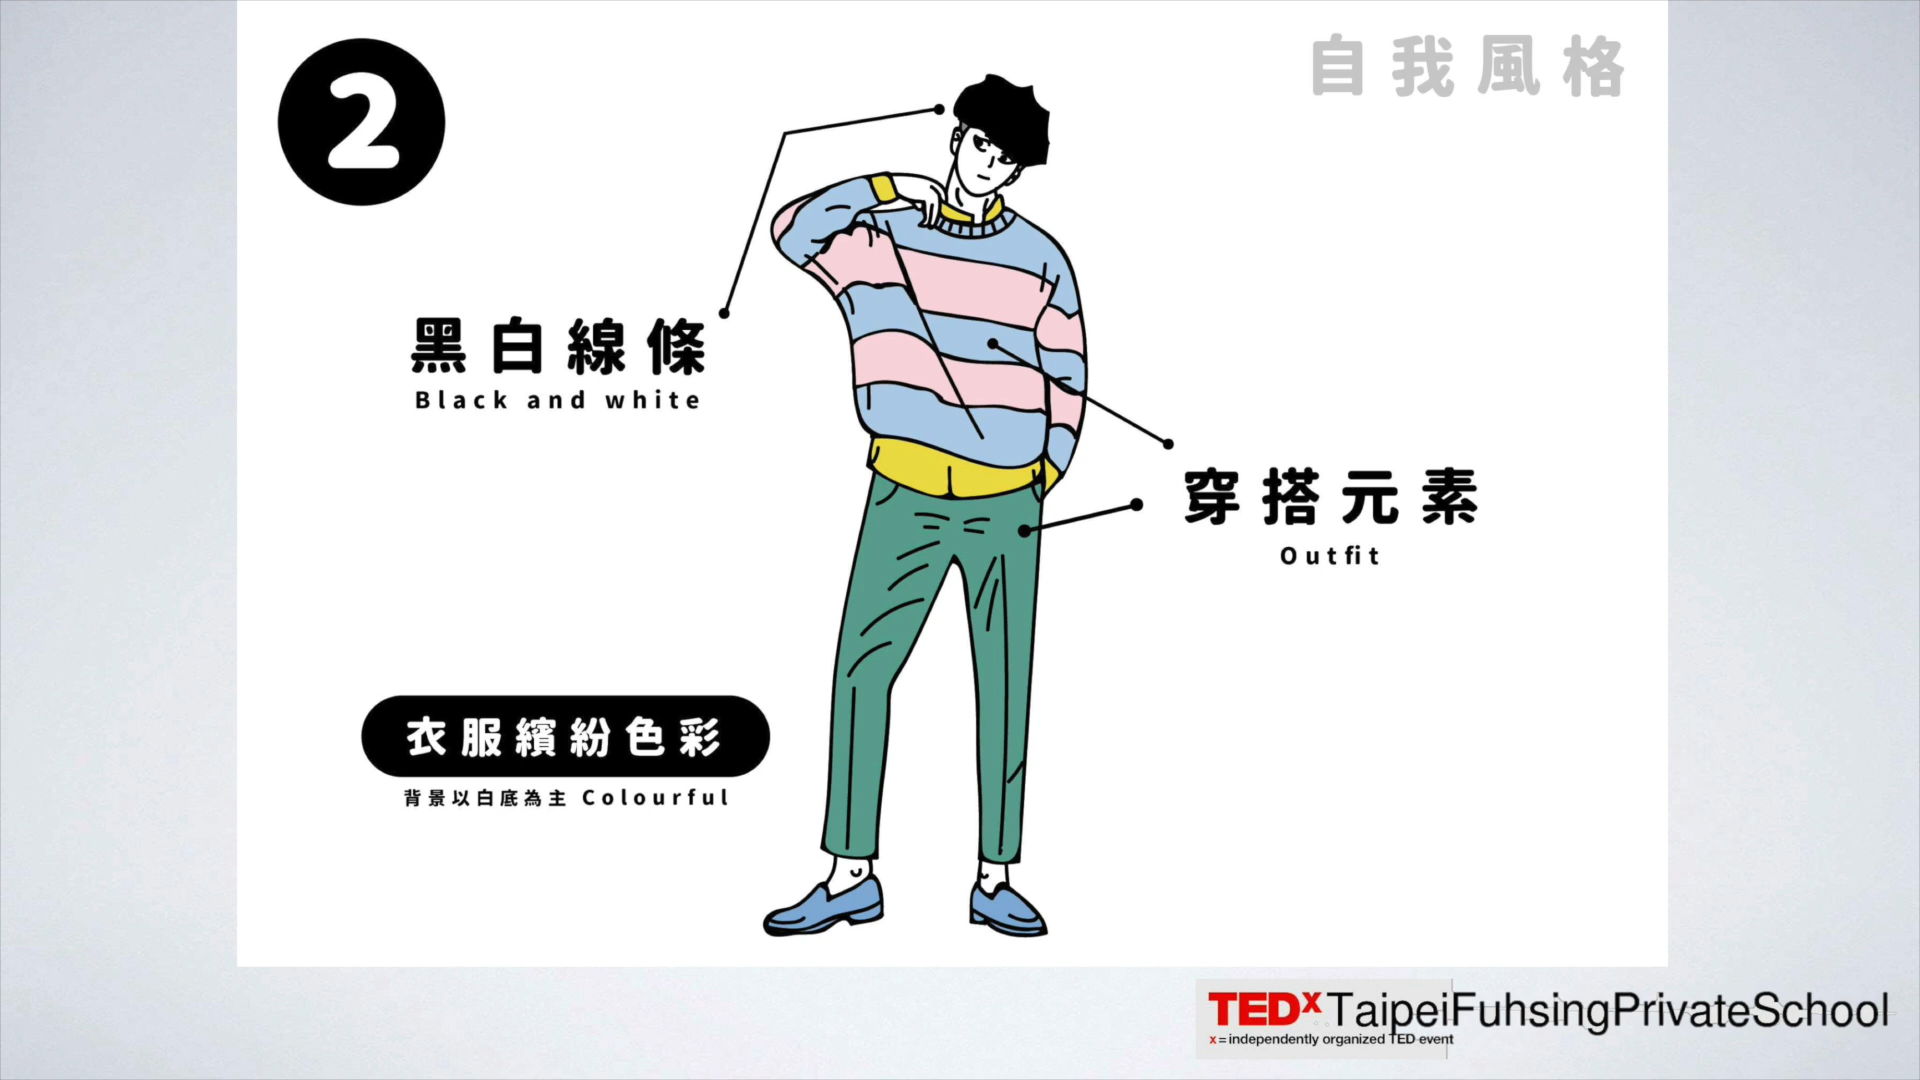 2
自我風格
黑白線條
Black and white
穿搭元素
Outfit
衣服繽紛色彩
背景以白底為主 Colourful
TEDxTaipeiFuhsingPrivateSchool
x = independently organized TED event